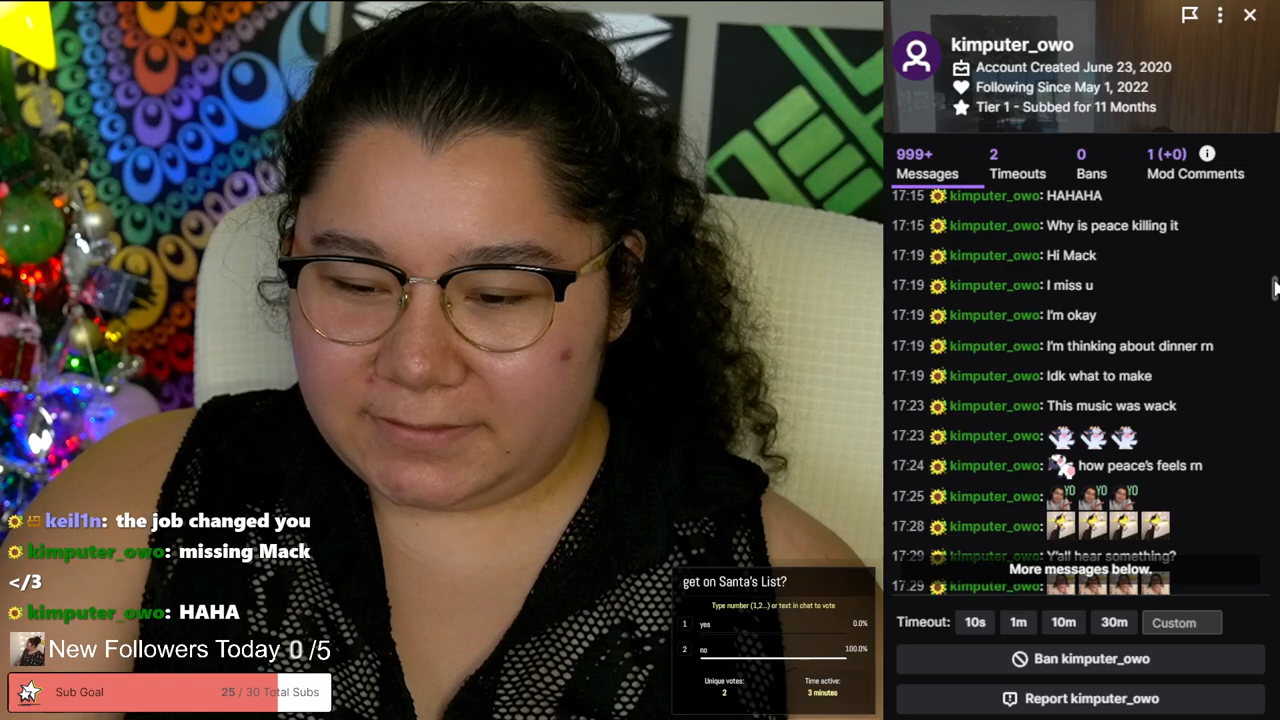 kimputer_owo
Account Created June 23, 2020
Following Since May 1, 2022
Tier 1 - Subbed for 11 Months
999+ 2 0 1 (+0)
Messages Timeouts Bans Mod Comments
17:15 kimputer_owo: HAHAHA
17:15 kimputer_owo: Why is peace killing it
17:19 kimputer_owo: Hi Mack
17:19 kimputer_owo: I miss u
17:19 kimputer_owo: I'm okay
17:19 kimputer_owo: I'm thinking about dinner rn
17:19 kimputer_owo: Idk what to make
17:23 kimputer_owo: This music was wack
17:23 kimputer_owo:
17:24 kimputer_owo: how peace's feels rn
17:25 kimputer_owo: YO YO YO
17:28 kimputer_owo:
17:29 kimputer_owo: Y'all hear something?
More messages below.
17:29 kimputer_owo:
Timeout: 10s 1m 10m 30m Custom
Ban kimputer_owo
Report kimputer_owo
keil1n: the job changed you
kimputer_owo: missing Mack
</3
kimputer_owo: HAHA
New Followers Today 0 /5
Sub Goal 25 / 30 Total Subs
get on Santa's List?
Type number (1,2...) or text in chat to vote
1 yes 0.0%
2 no 100.0%
Unique votes: Time active:
2 3 minutes